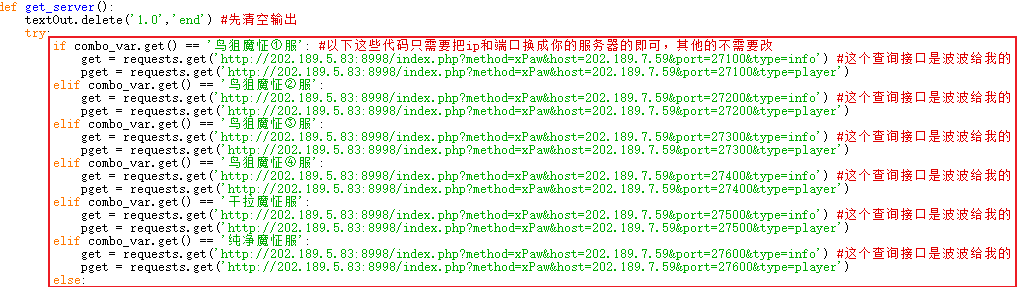 def get_server():
    textOut.delete('1.0','end') #先清空输出
    try:
        if combo_var.get() == '鸟狙魔怔①服': #以下这些代码只需要把ip和端口换成你的服务器的即可，其他的不需要改
            get = requests.get('http://202.189.5.83:8998/index.php?method=xPaw&host=202.189.7.59&port=27100&type=info') #这个查询接口是波波给我的
            pget = requests.get('http://202.189.5.83:8998/index.php?method=xPaw&host=202.189.7.59&port=27100&type=player')
        elif combo_var.get() == '鸟狙魔怔②服':
            get = requests.get('http://202.189.5.83:8998/index.php?method=xPaw&host=202.189.7.59&port=27200&type=info') #这个查询接口是波波给我的
            pget = requests.get('http://202.189.5.83:8998/index.php?method=xPaw&host=202.189.7.59&port=27200&type=player')
        elif combo_var.get() == '鸟狙魔怔③服':
            get = requests.get('http://202.189.5.83:8998/index.php?method=xPaw&host=202.189.7.59&port=27300&type=info') #这个查询接口是波波给我的
            pget = requests.get('http://202.189.5.83:8998/index.php?method=xPaw&host=202.189.7.59&port=27300&type=player')
        elif combo_var.get() == '鸟狙魔怔④服':
            get = requests.get('http://202.189.5.83:8998/index.php?method=xPaw&host=202.189.7.59&port=27400&type=info') #这个查询接口是波波给我的
            pget = requests.get('http://202.189.5.83:8998/index.php?method=xPaw&host=202.189.7.59&port=27400&type=player')
        elif combo_var.get() == '干拉魔怔服':
            get = requests.get('http://202.189.5.83:8998/index.php?method=xPaw&host=202.189.7.59&port=27500&type=info') #这个查询接口是波波给我的
            pget = requests.get('http://202.189.5.83:8998/index.php?method=xPaw&host=202.189.7.59&port=27500&type=player')
        elif combo_var.get() == '纯净魔怔服':
            get = requests.get('http://202.189.5.83:8998/index.php?method=xPaw&host=202.189.7.59&port=27600&type=info') #这个查询接口是波波给我的
            pget = requests.get('http://202.189.5.83:8998/index.php?method=xPaw&host=202.189.7.59&port=27600&type=player')
        else: